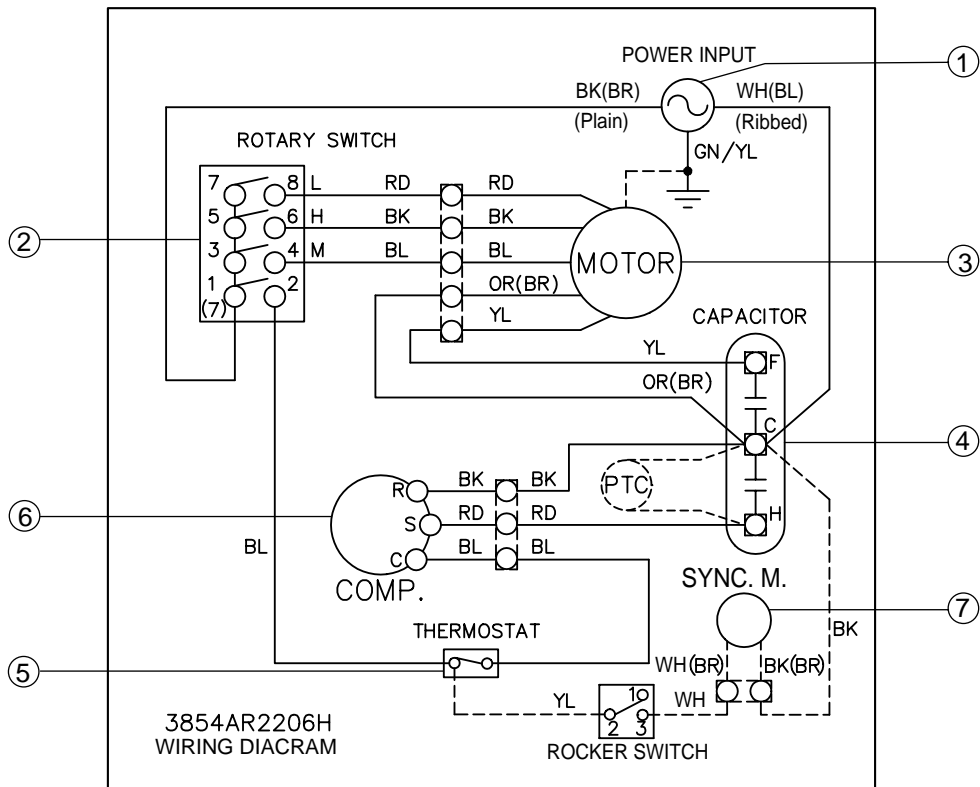 POWER INPUT
1
BK(BR)
WH(BL)
(Plain)
(Ribbed)
GN/YL
ROTARY SWITCH
7 8 L RD RD
5 6 H BK BK
2
3 4 M BL BL
MOTOR
3
1 2
(7)
OR(BR)
YL
CAPACITOR
YL
F
OR(BR)
C
4
PTC
R BK BK
6
S RD RD
H
C BL BL
BL
COMP.
SYNC. M.
7
BK
THERMOSTAT
5
WH(BR) BK(BR)
YL
1
2 3
WH
ROCKER SWITCH
3854AR2206H
WIRING DIACRAM